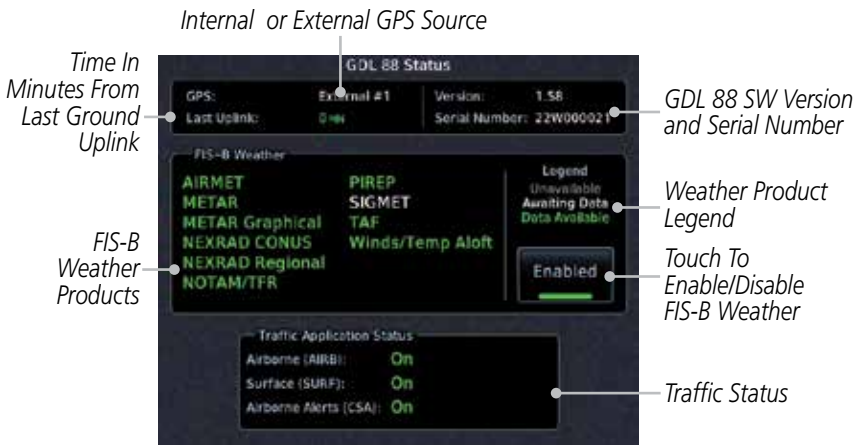 Internal or External GPS Source
Time In
Minutes From
Last Ground
Uplink
GDL 88 Status
GPS: External #1
Last Uplink: 0 MIN
Version: 1.58
Serial Number: 22W000021
GDL 88 SW Version
and Serial Number
FIS-B Weather
AIRMET
METAR
METAR Graphical
NEXRAD CONUS
NEXRAD Regional
NOTAM/TFR
PIREP
SIGMET
TAF
Winds/Temp Aloft
Legend
Unavailable
Awaiting Data
Data Available
Enabled
FIS-B
Weather
Products
Weather Product
Legend
Touch To
Enable/Disable
FIS-B Weather
Traffic Application Status
Airborne (AIRB): On
Surface (SURF): On
Airborne Alerts (CSA): On
Traffic Status